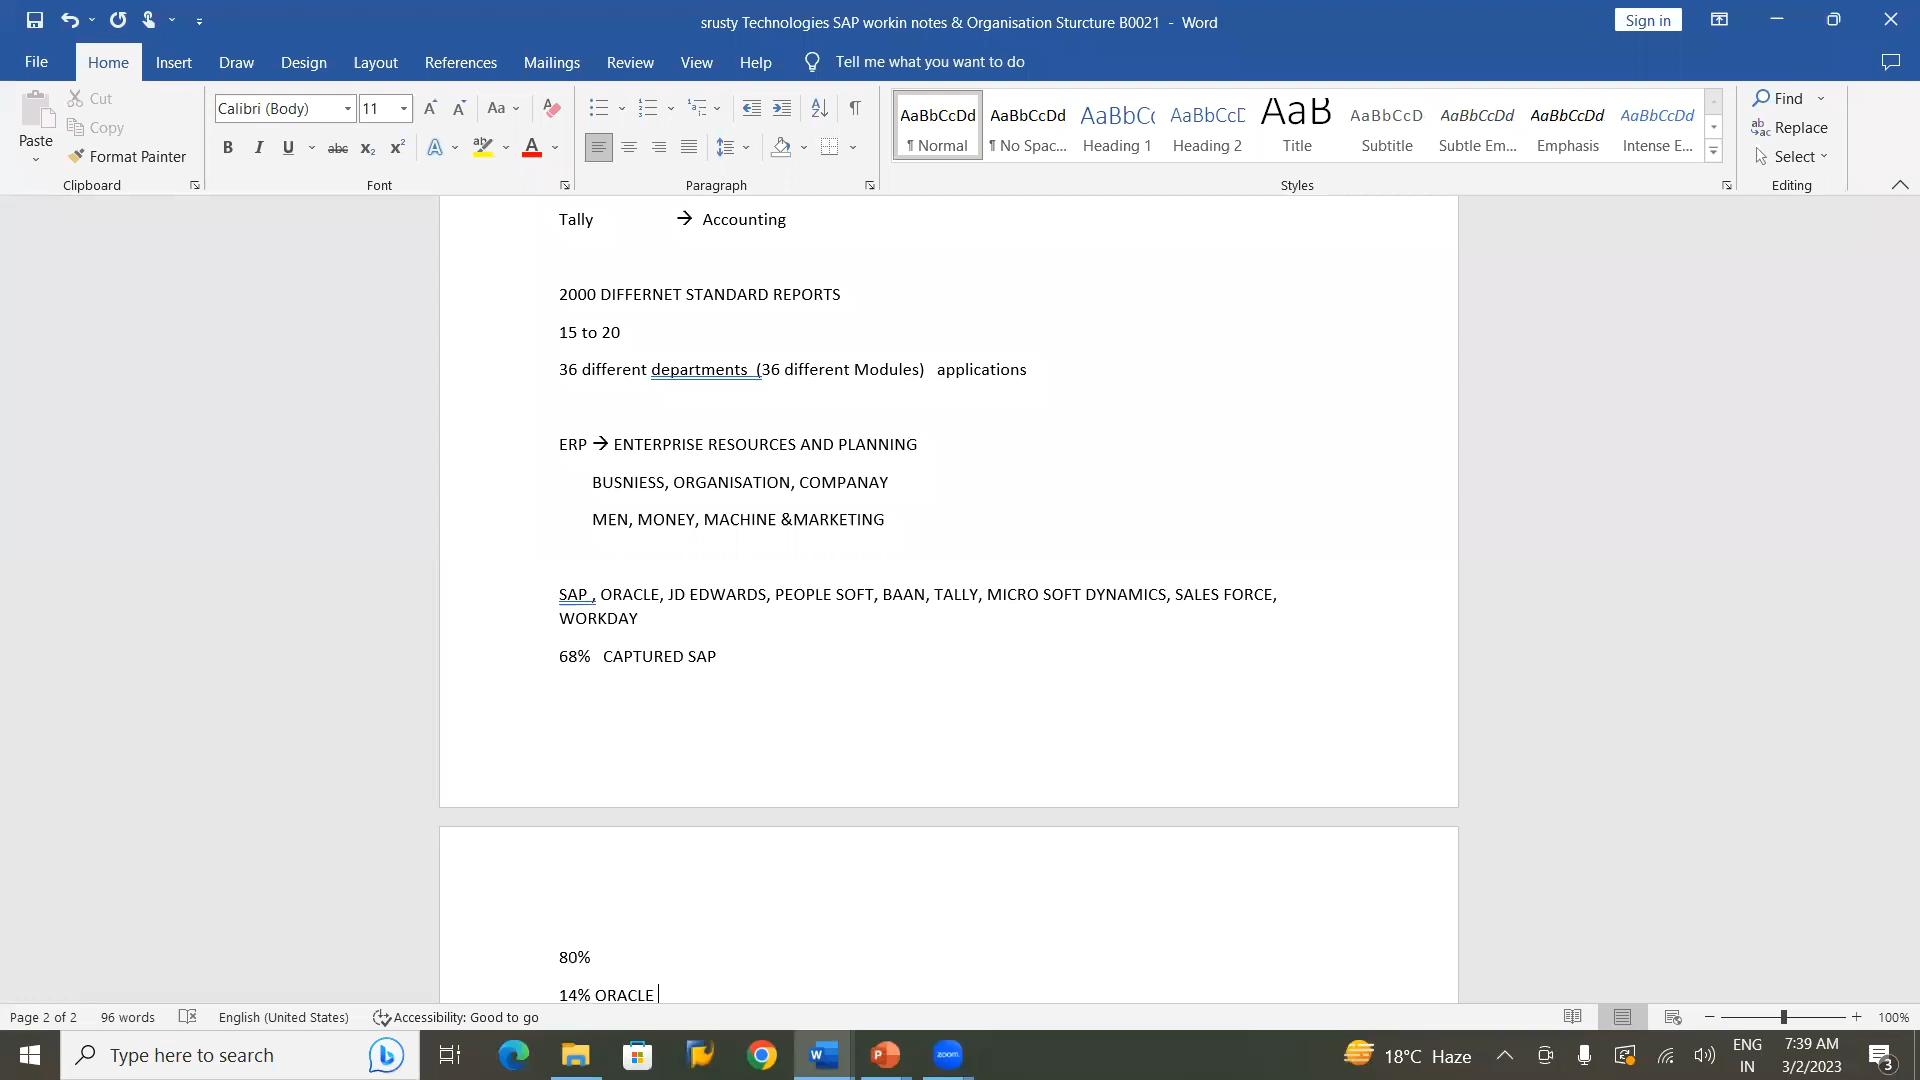 srusty Technologies SAP workin notes & Organisation Sturcture B0021 - Word
Sign in
File Home Insert Draw Design Layout References Mailings Review View Help Tell me what you want to do
Paste
Cut
Copy
Format Painter
Clipboard
Calibri (Body) 11
Font
Paragraph
AaBbCcDd AaBbCcDd AaBbCc AaBbCcD AaB AaBbCcD AaBbCcDd AaBbCcDd AaBbCcDd
¶ Normal ¶ No Spac... Heading 1 Heading 2 Title Subtitle Subtle Em... Emphasis Intense E...
Styles
Find
Replace
Select
Editing
Tally → Accounting
2000 DIFFERNET STANDARD REPORTS
15 to 20
36 different departments (36 different Modules) applications
ERP → ENTERPRISE RESOURCES AND PLANNING
BUSNIESS, ORGANISATION, COMPANAY
MEN, MONEY, MACHINE &MARKETING
SAP , ORACLE, JD EDWARDS, PEOPLE SOFT, BAAN, TALLY, MICRO SOFT DYNAMICS, SALES FORCE,
WORKDAY
68% CAPTURED SAP
80%
14% ORACLE
Page 2 of 2 96 words English (United States) Accessibility: Good to go 100%
Type here to search
zoom
18°C Haze
ENG
IN
7:39 AM
3/2/2023
3